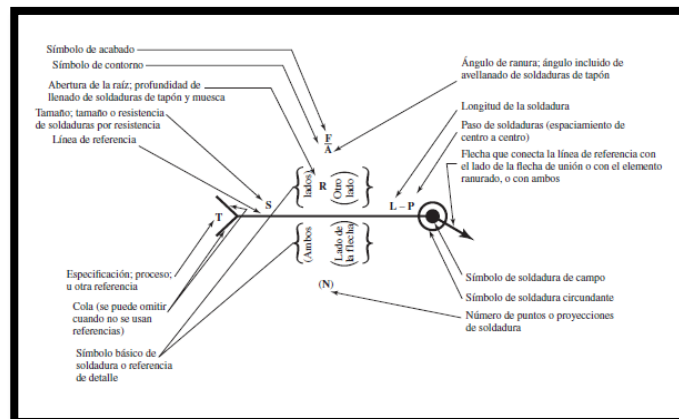 Símbolo de acabado
Símbolo de contorno
Abertura de la raíz; profundidad de
llenado de soldaduras de tapón y muesca
Tamaño; tamaño o resistencia
de soldaduras por resistencia
Línea de referencia
Ángulo de ranura; ángulo incluido de
avellanado de soldaduras de tapón
Longitud de la soldadura
Paso de soldaduras (espaciamiento de
centro a centro)
Flecha que conecta la línea de referencia con
el lado de la flecha de unión o con el elemento
ranurado, o con ambos
F
A
R
lados)
(Otro
lado)
S
L – P
T
(Ambos
(Lado de
la flecha)
(N)
Especificación; proceso;
u otra referencia
Cola (se puede omitir
cuando no se usan
referencias)
Símbolo básico de
soldadura o referencia
de detalle
Símbolo de soldadura de campo
Símbolo de soldadura circundante
Número de puntos o proyecciones
de soldadura